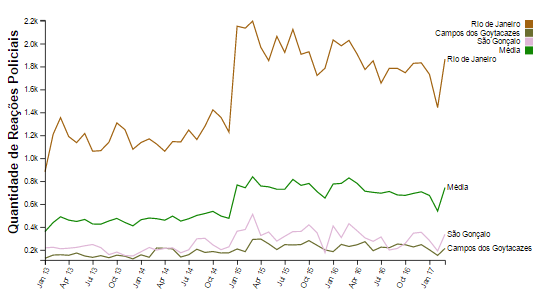 Quantidade de Reações Policiais
2.2k
2.0k
1.8k
1.6k
1.4k
1.2k
1.0k
0.8k
0.6k
0.4k
0.2k
Jan 13
Apr 13
Jul 13
Oct 13
Jan 14
Apr 14
Jul 14
Oct 14
Jan 15
Apr 15
Jul 15
Oct 15
Jan 16
Apr 16
Jul 16
Oct 16
Jan 17
Rio de Janeiro
Campos dos Goytacazes
São Gonçalo
Média
Rio de Janeiro
Média
São Gonçalo
Campos dos Goytacazes